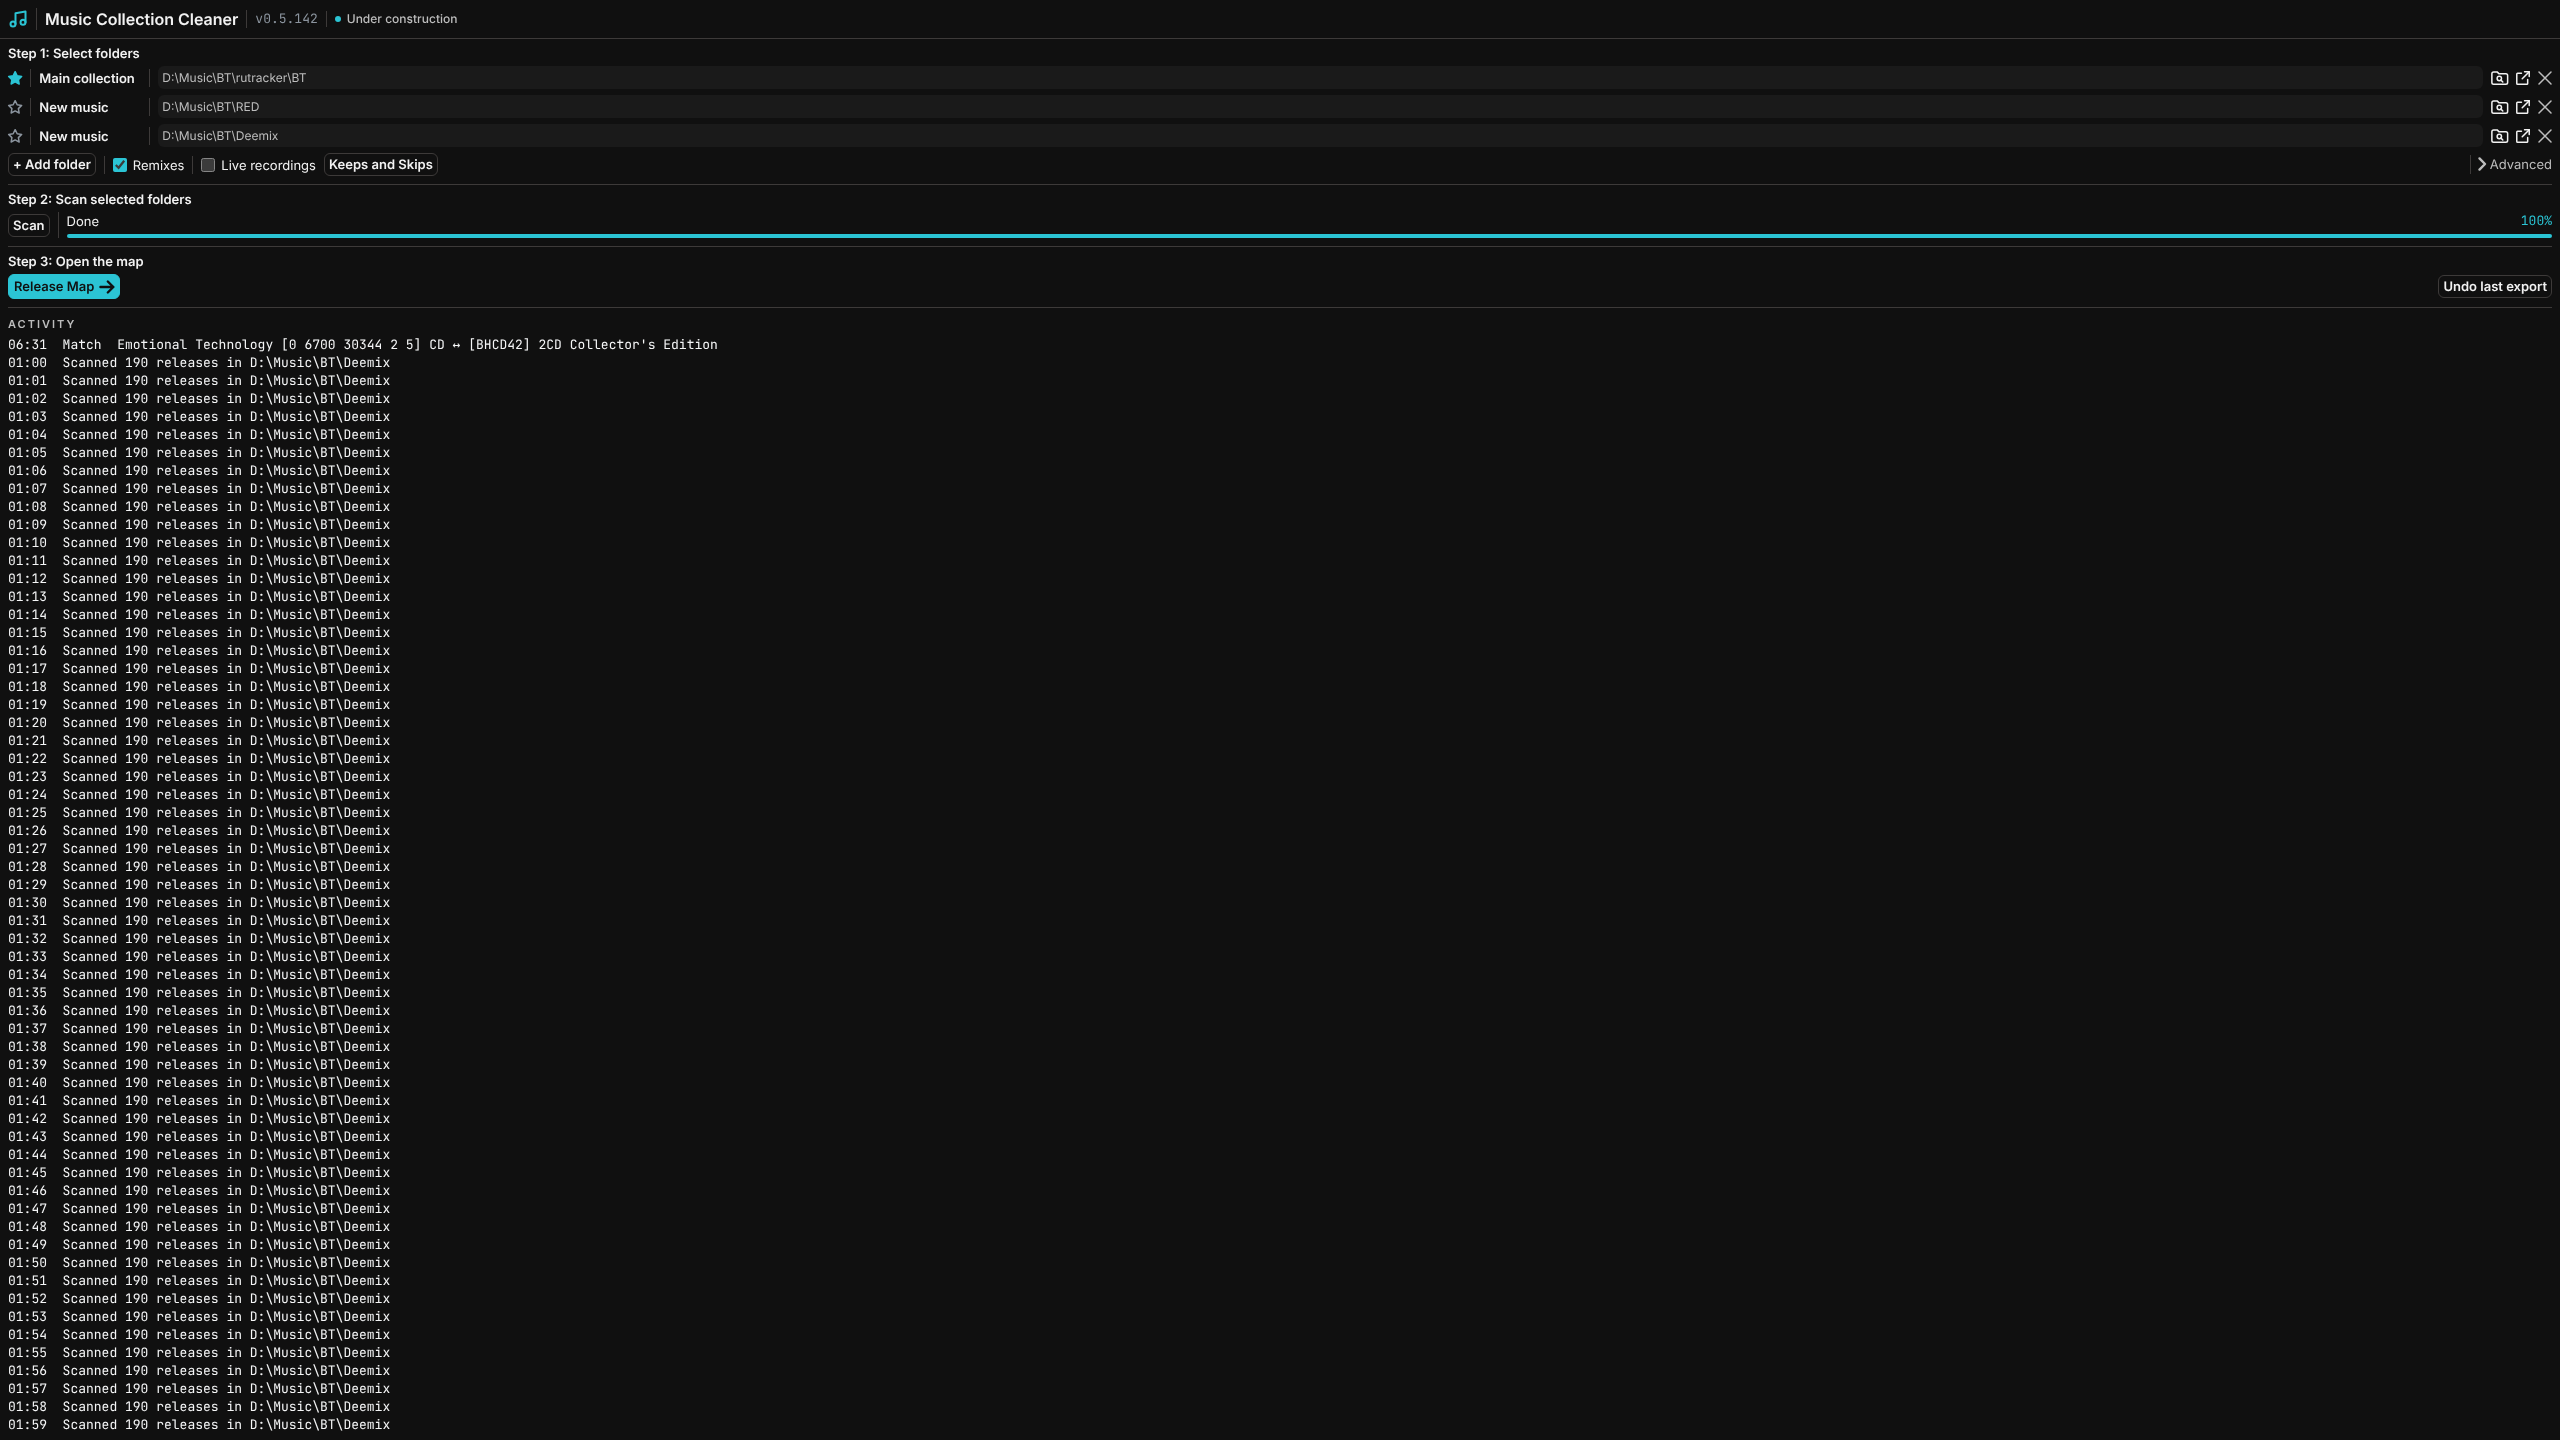 Music Collection Cleaner v0.5.142 Under construction
Step 1: Select folders
Main collection D:\Music\BT\rutracker\BT
New music D:\Music\BT\RED
New music D:\Music\BT\Deemix
+ Add folder Remixes Live recordings Keeps and Skips Advanced
Step 2: Scan selected folders
Scan Done 100%
Step 3: Open the map
Release Map → Undo last export
ACTIVITY
06:31 Match Emotional Technology [0 6700 30344 2 5] CD ↔ [BHCD42] 2CD Collector's Edition
01:00 Scanned 190 releases in D:\Music\BT\Deemix
01:01 Scanned 190 releases in D:\Music\BT\Deemix
01:02 Scanned 190 releases in D:\Music\BT\Deemix
01:03 Scanned 190 releases in D:\Music\BT\Deemix
01:04 Scanned 190 releases in D:\Music\BT\Deemix
01:05 Scanned 190 releases in D:\Music\BT\Deemix
01:06 Scanned 190 releases in D:\Music\BT\Deemix
01:07 Scanned 190 releases in D:\Music\BT\Deemix
01:08 Scanned 190 releases in D:\Music\BT\Deemix
01:09 Scanned 190 releases in D:\Music\BT\Deemix
01:10 Scanned 190 releases in D:\Music\BT\Deemix
01:11 Scanned 190 releases in D:\Music\BT\Deemix
01:12 Scanned 190 releases in D:\Music\BT\Deemix
01:13 Scanned 190 releases in D:\Music\BT\Deemix
01:14 Scanned 190 releases in D:\Music\BT\Deemix
01:15 Scanned 190 releases in D:\Music\BT\Deemix
01:16 Scanned 190 releases in D:\Music\BT\Deemix
01:17 Scanned 190 releases in D:\Music\BT\Deemix
01:18 Scanned 190 releases in D:\Music\BT\Deemix
01:19 Scanned 190 releases in D:\Music\BT\Deemix
01:20 Scanned 190 releases in D:\Music\BT\Deemix
01:21 Scanned 190 releases in D:\Music\BT\Deemix
01:22 Scanned 190 releases in D:\Music\BT\Deemix
01:23 Scanned 190 releases in D:\Music\BT\Deemix
01:24 Scanned 190 releases in D:\Music\BT\Deemix
01:25 Scanned 190 releases in D:\Music\BT\Deemix
01:26 Scanned 190 releases in D:\Music\BT\Deemix
01:27 Scanned 190 releases in D:\Music\BT\Deemix
01:28 Scanned 190 releases in D:\Music\BT\Deemix
01:29 Scanned 190 releases in D:\Music\BT\Deemix
01:30 Scanned 190 releases in D:\Music\BT\Deemix
01:31 Scanned 190 releases in D:\Music\BT\Deemix
01:32 Scanned 190 releases in D:\Music\BT\Deemix
01:33 Scanned 190 releases in D:\Music\BT\Deemix
01:34 Scanned 190 releases in D:\Music\BT\Deemix
01:35 Scanned 190 releases in D:\Music\BT\Deemix
01:36 Scanned 190 releases in D:\Music\BT\Deemix
01:37 Scanned 190 releases in D:\Music\BT\Deemix
01:38 Scanned 190 releases in D:\Music\BT\Deemix
01:39 Scanned 190 releases in D:\Music\BT\Deemix
01:40 Scanned 190 releases in D:\Music\BT\Deemix
01:41 Scanned 190 releases in D:\Music\BT\Deemix
01:42 Scanned 190 releases in D:\Music\BT\Deemix
01:43 Scanned 190 releases in D:\Music\BT\Deemix
01:44 Scanned 190 releases in D:\Music\BT\Deemix
01:45 Scanned 190 releases in D:\Music\BT\Deemix
01:46 Scanned 190 releases in D:\Music\BT\Deemix
01:47 Scanned 190 releases in D:\Music\BT\Deemix
01:48 Scanned 190 releases in D:\Music\BT\Deemix
01:49 Scanned 190 releases in D:\Music\BT\Deemix
01:50 Scanned 190 releases in D:\Music\BT\Deemix
01:51 Scanned 190 releases in D:\Music\BT\Deemix
01:52 Scanned 190 releases in D:\Music\BT\Deemix
01:53 Scanned 190 releases in D:\Music\BT\Deemix
01:54 Scanned 190 releases in D:\Music\BT\Deemix
01:55 Scanned 190 releases in D:\Music\BT\Deemix
01:56 Scanned 190 releases in D:\Music\BT\Deemix
01:57 Scanned 190 releases in D:\Music\BT\Deemix
01:58 Scanned 190 releases in D:\Music\BT\Deemix
01:59 Scanned 190 releases in D:\Music\BT\Deemix